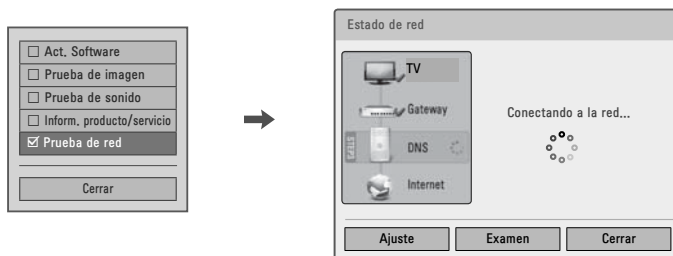 Act. Software
Prueba de imagen
Prueba de sonido
Inform. producto/servicio
Prueba de red
Cerrar
Estado de red
TV
Gateway
DNS
Internet
Conectando a la red...
Ajuste
Examen
Cerrar